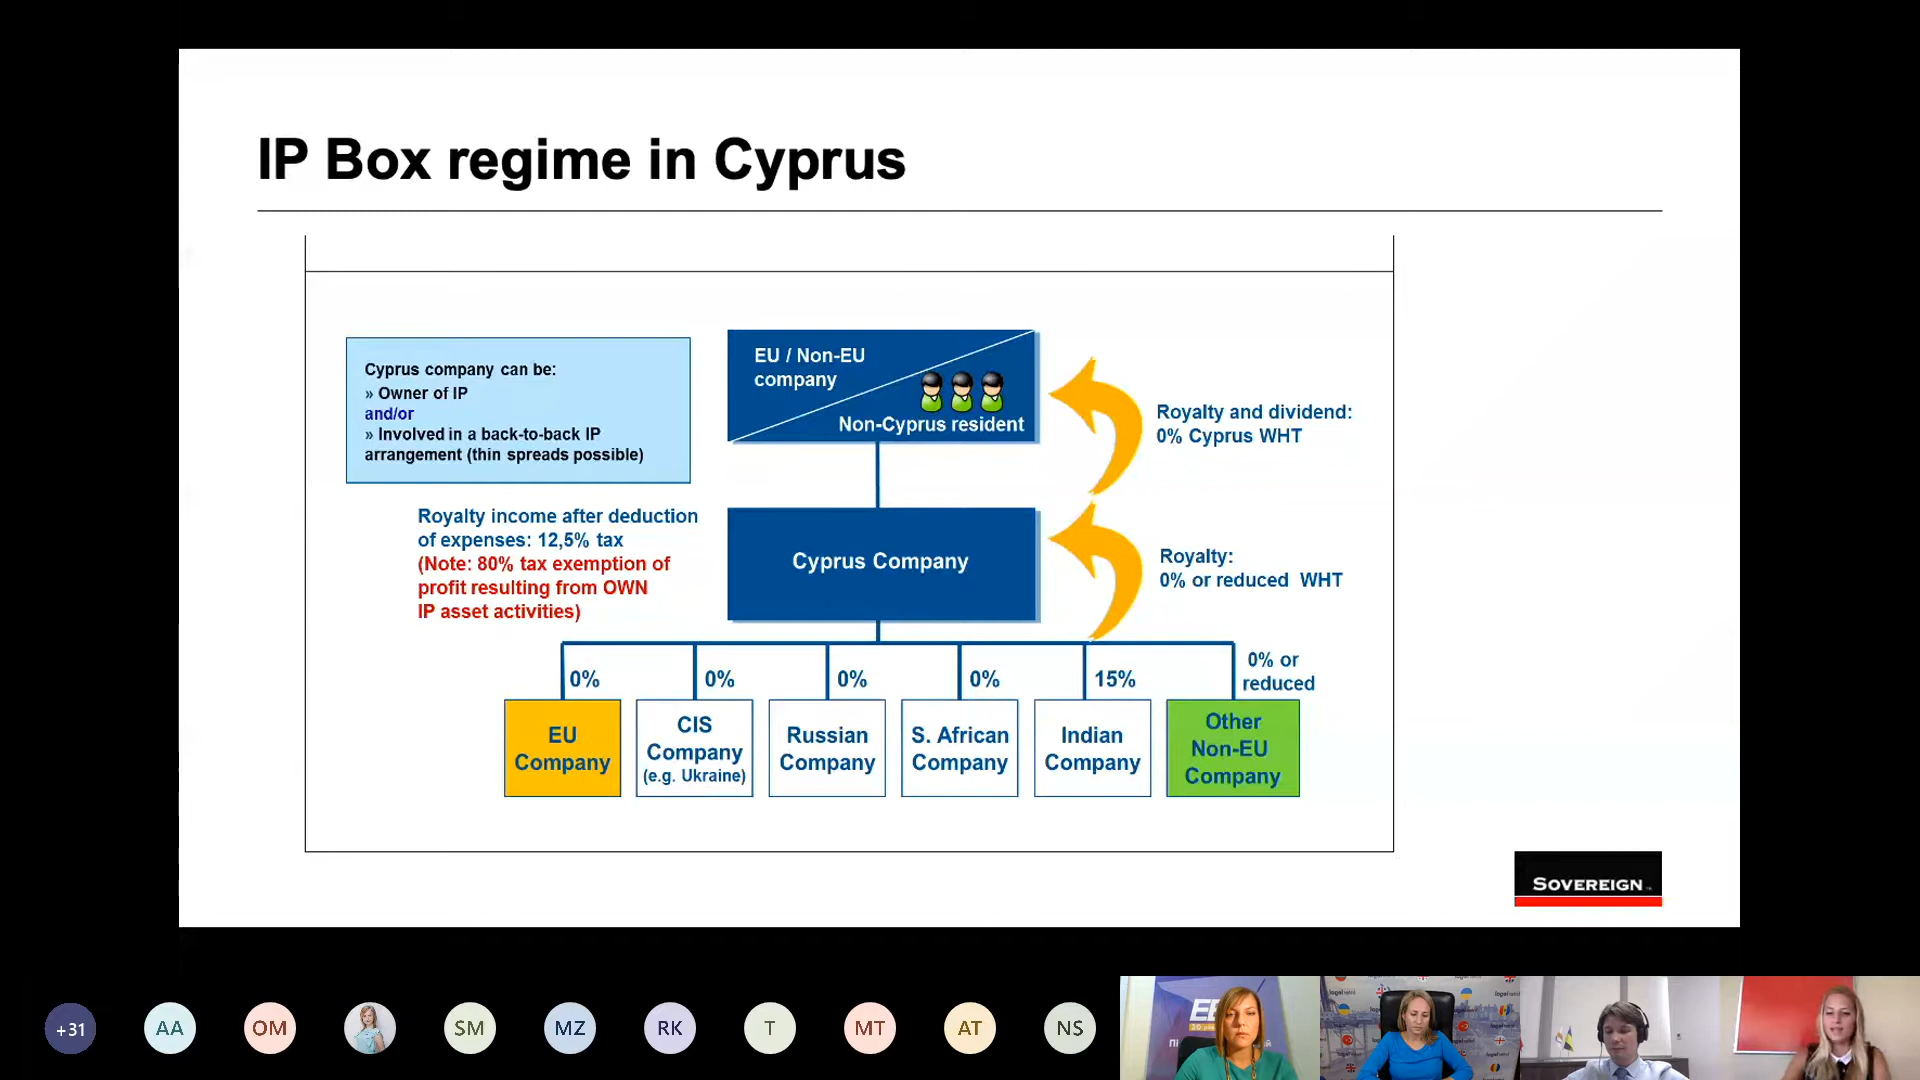 IP Box regime in Cyprus
Cyprus company can be:
» Owner of IP
and/or
» Involved in a back-to-back IP
arrangement (thin spreads possible)
EU / Non-EU
company
Non-Cyprus resident
Royalty and dividend:
0% Cyprus WHT
Royalty income after deduction
of expenses: 12,5% tax
(Note: 80% tax exemption of
profit resulting from OWN
IP asset activities)
Cyprus Company
Royalty:
0% or reduced WHT
0%
0%
0%
0%
15%
0% or
reduced
EU
Company
CIS
Company
(e.g. Ukraine)
Russian
Company
S. African
Company
Indian
Company
Other
Non-EU
Company
SOVEREIGN
+31
AA
OM
SM
MZ
RK
T
MT
AT
NS